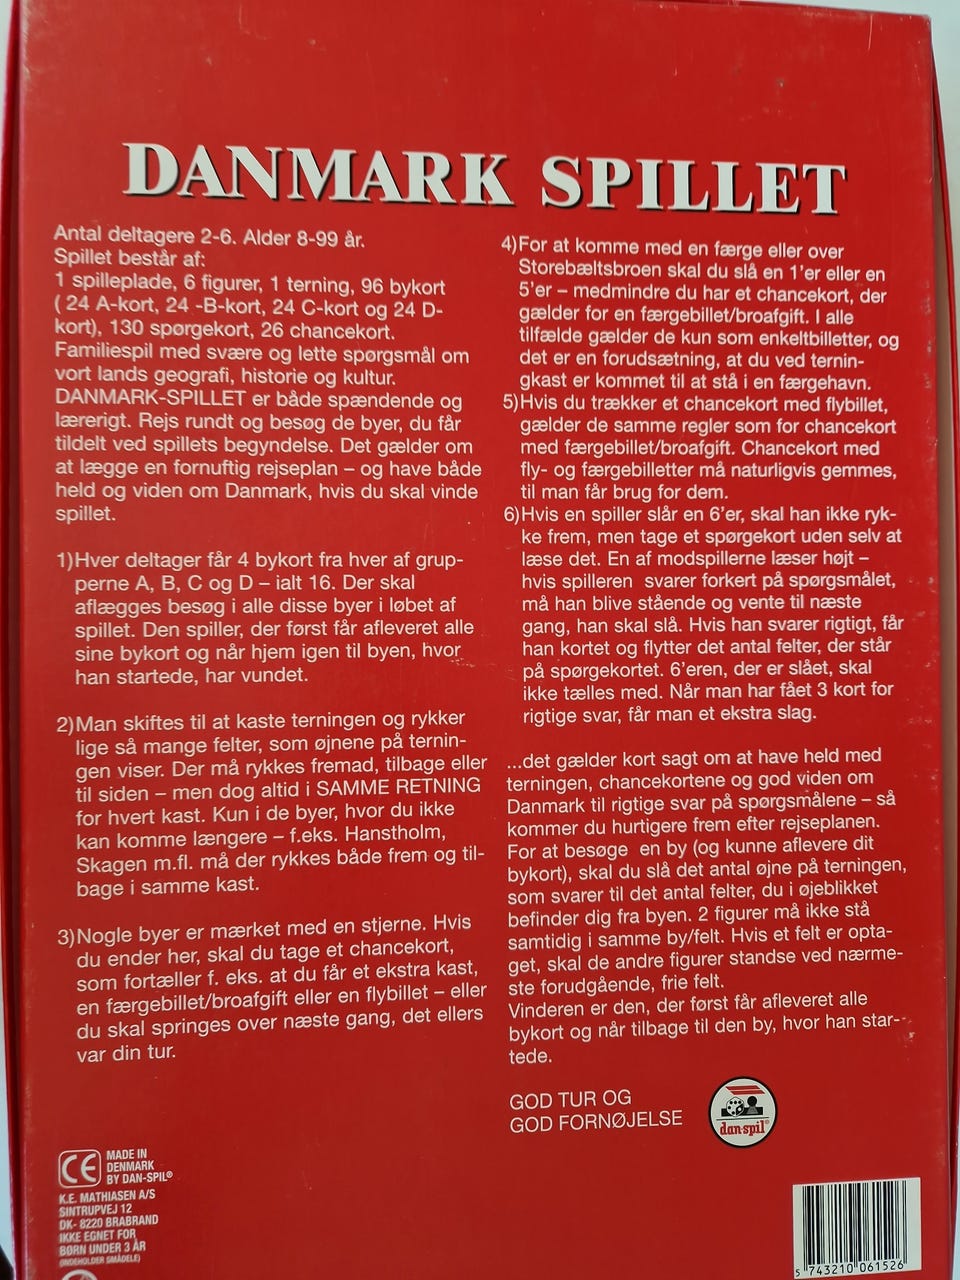 DANMARK SPILLET
Antal deltagere 2-6. Alder 8-99 år.
Spillet består af:
1 spilleplade, 6 figurer, 1 terning, 96 bykort
( 24 A-kort, 24 -B-kort, 24 C-kort og 24 D-
kort), 130 spørgekort, 26 chancekort.
Familiespil med svære og lette spørgsmål om
vort lands geografi, historie og kultur.
DANMARK-SPILLET er både spændende og
lærerigt. Rejs rundt og besøg de byer, du får
tildelt ved spillets begyndelse. Det gælder om
at lægge en fornuftig rejseplan – og have både
held og viden om Danmark, hvis du skal vinde
spillet.
1)Hver deltager får 4 bykort fra hver af grup-
perne A, B, C og D – ialt 16. Der skal
aflægges besøg i alle disse byer i løbet af
spillet. Den spiller, der først får afleveret alle
sine bykort og når hjem igen til byen, hvor
han startede, har vundet.
2)Man skiftes til at kaste terningen og rykker
lige så mange felter, som øjnene på ternin-
gen viser. Der må rykkes fremad, tilbage eller
til siden – men dog altid i SAMME RETNING
for hvert kast. Kun i de byer, hvor du ikke
kan komme længere – f.eks. Hanstholm,
Skagen m.fl. må der rykkes både frem og til-
bage i samme kast.
3)Nogle byer er mærket med en stjerne. Hvis
du ender her, skal du tage et chancekort,
som fortæller f. eks. at du får et ekstra kast,
en færgebillet/broafgift eller en flybillet – eller
du skal springes over næste gang, det ellers
var din tur.
4)For at komme med en færge eller over
Storebæltsbroen skal du slå en 1'er eller en
5'er – medmindre du har et chancekort, der
gælder for en færgebillet/broafgift. I alle
tilfælde gælder de kun som enkeltbilletter, og
det er en forudsætning, at du ved ternin-
gkast er kommet til at stå i en færgehavn.
5)Hvis du trækker et chancekort med flybillet,
gælder de samme regler som for chancekort
med færgebillet/broafgift. Chancekort med
fly- og færgebilletter må naturligvis gemmes,
til man får brug for dem.
6)Hvis en spiller slår en 6'er, skal han ikke ryk-
ke frem, men tage et spørgekort uden selv at
læse det. En af modspillerne læser højt –
hvis spilleren svarer forkert på spørgsmålet,
må han blive stående og vente til næste
gang, han skal slå. Hvis han svarer rigtigt, får
han kortet og flytter det antal felter, der står
på spørgekortet. 6'eren, der er slået, skal
ikke tælles med. Når man har fået 3 kort for
rigtige svar, får man et ekstra slag.
...det gælder kort sagt om at have held med
terningen, chancekortene og god viden om
Danmark til rigtige svar på spørgsmålene – så
kommer du hurtigere frem efter rejseplanen.
For at besøge en by (og kunne aflevere dit
bykort), skal du slå det antal øjne på terningen,
som svarer til det antal felter, du i øjeblikket
befinder dig fra byen. 2 figurer må ikke stå
samtidig i samme by/felt. Hvis et felt er opta-
get, skal de andre figurer standse ved nærme-
ste forudgående, frie felt.
Vinderen er den, der først får afleveret alle
bykort og når tilbage til den by, hvor han star-
tede.
GOD TUR OG
GOD FORNØJELSE
dan-spil®
CE
MADE IN
DENMARK
BY DAN-SPIL®
K.E. MATHIASEN A/S
SINTRUPVEJ 12
DK- 8220 BRABRAND
IKKE EGNET FOR
BØRN UNDER 3 ÅR
(INDEHOLDER SMÅDELE)
5 743210 061526